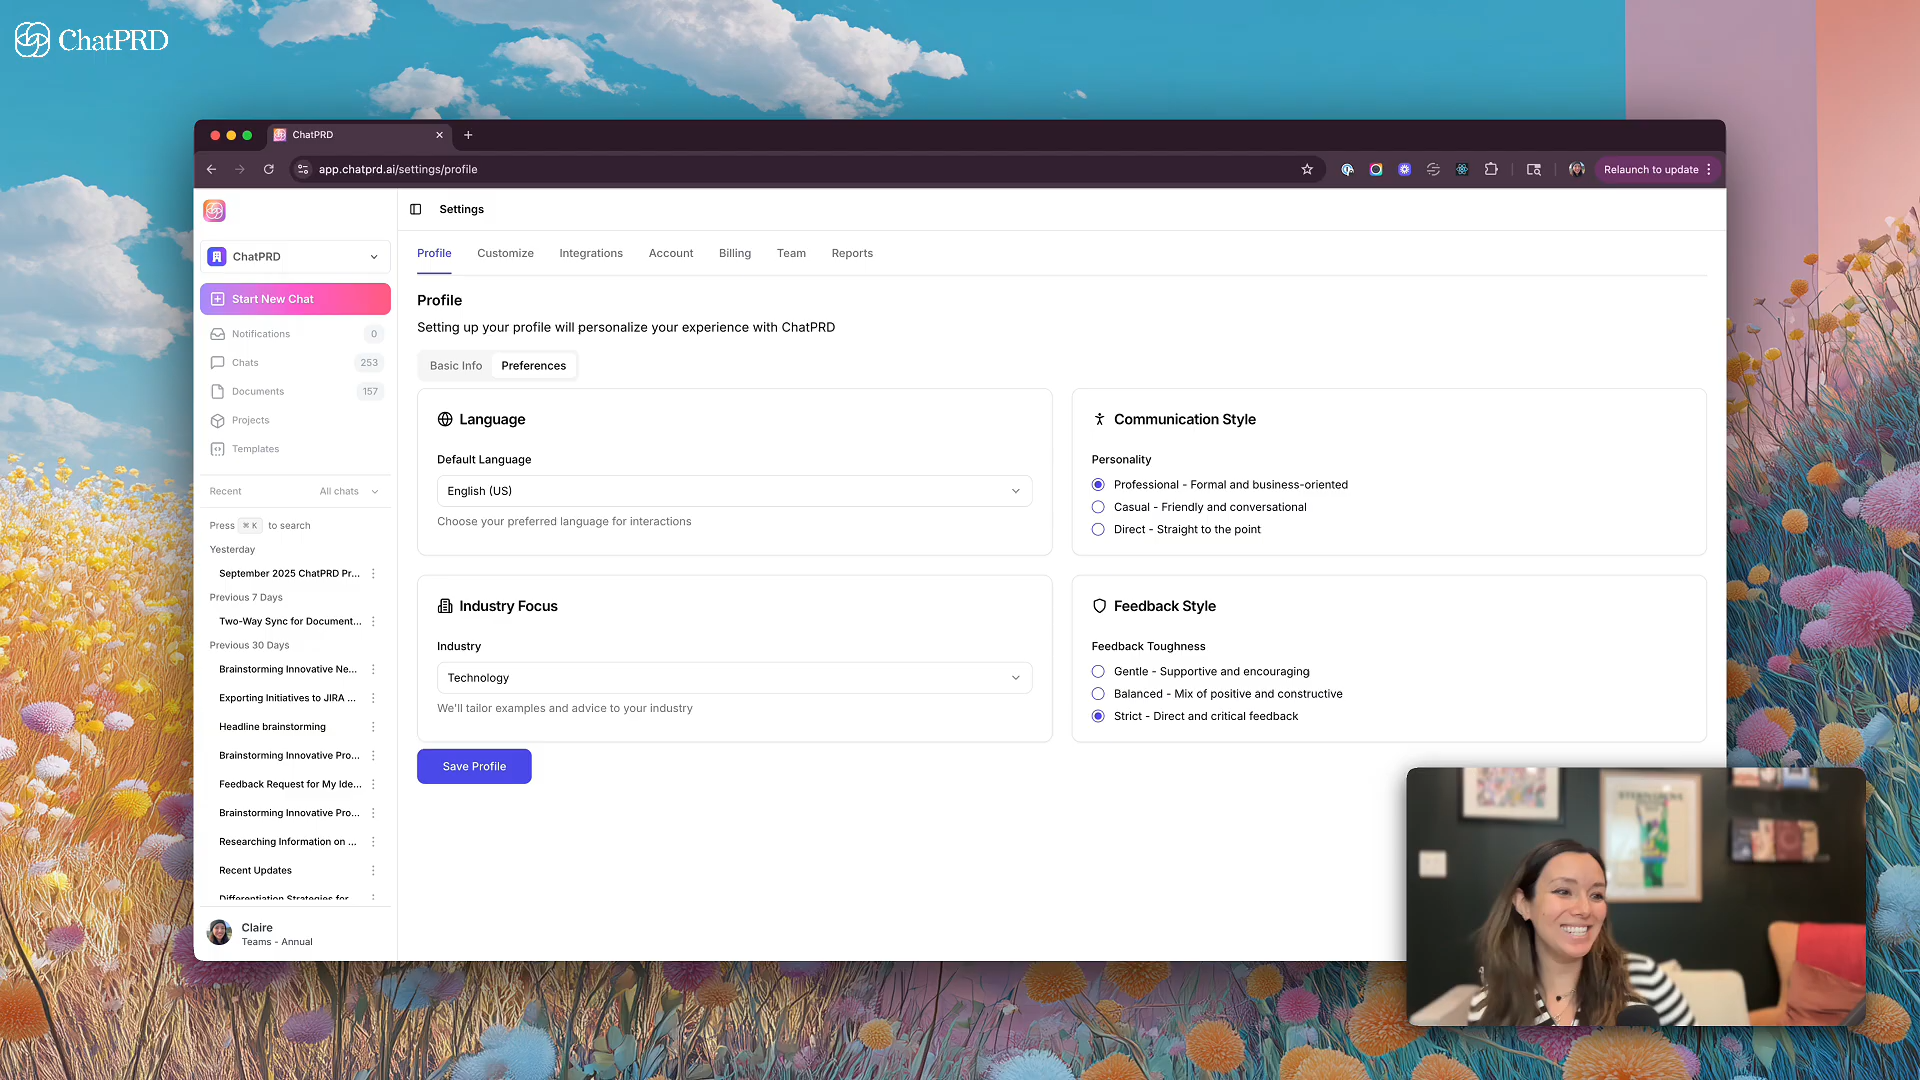 ChatPRD
ChatPRD
app.chatprd.ai/settings/profile
Relaunch to update
Settings
ChatPRD
Start New Chat
Notifications 0
Chats 253
Documents 157
Projects
Templates
Recent All chats
Press ⌘ K to search
Yesterday
September 2025 ChatPRD Pr...
Previous 7 Days
Two-Way Sync for Document...
Previous 30 Days
Brainstorming Innovative Ne...
Exporting Initiatives to JIRA ...
Headline brainstorming
Brainstorming Innovative Pro...
Feedback Request for My Ide...
Brainstorming Innovative Pro...
Researching Information on ...
Recent Updates
Differentiation Strategies for
Claire
Teams - Annual
Profile Customize Integrations Account Billing Team Reports
Profile
Setting up your profile will personalize your experience with ChatPRD
Basic Info Preferences
Language
Default Language
English (US)
Choose your preferred language for interactions
Communication Style
Personality
Professional - Formal and business-oriented
Casual - Friendly and conversational
Direct - Straight to the point
Industry Focus
Industry
Technology
We'll tailor examples and advice to your industry
Feedback Style
Feedback Toughness
Gentle - Supportive and encouraging
Balanced - Mix of positive and constructive
Strict - Direct and critical feedback
Save Profile